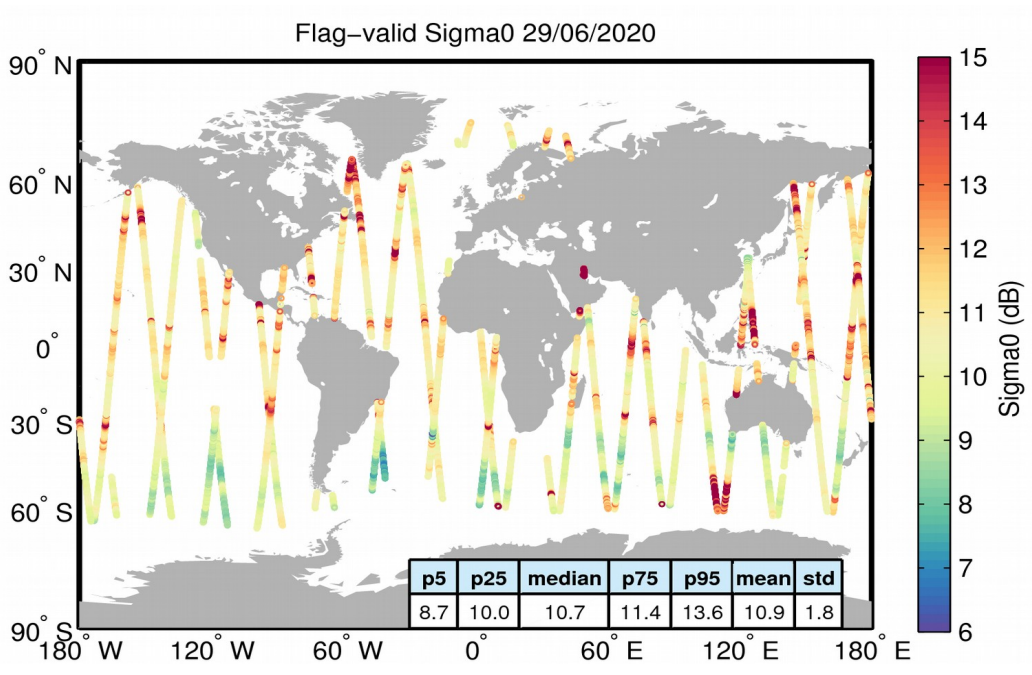 Flag−valid Sigma0 29/06/2020
90° N
60° N
30° N
0°
30° S
60° S
90° S
180° W
120° W
60° W
0°
60° E
120° E
180° E
15
14
13
12
11
10
9
8
7
6
Sigma0 (dB)
p5 p25 median p75 p95 mean std
8.7 10.0 10.7 11.4 13.6 10.9 1.8